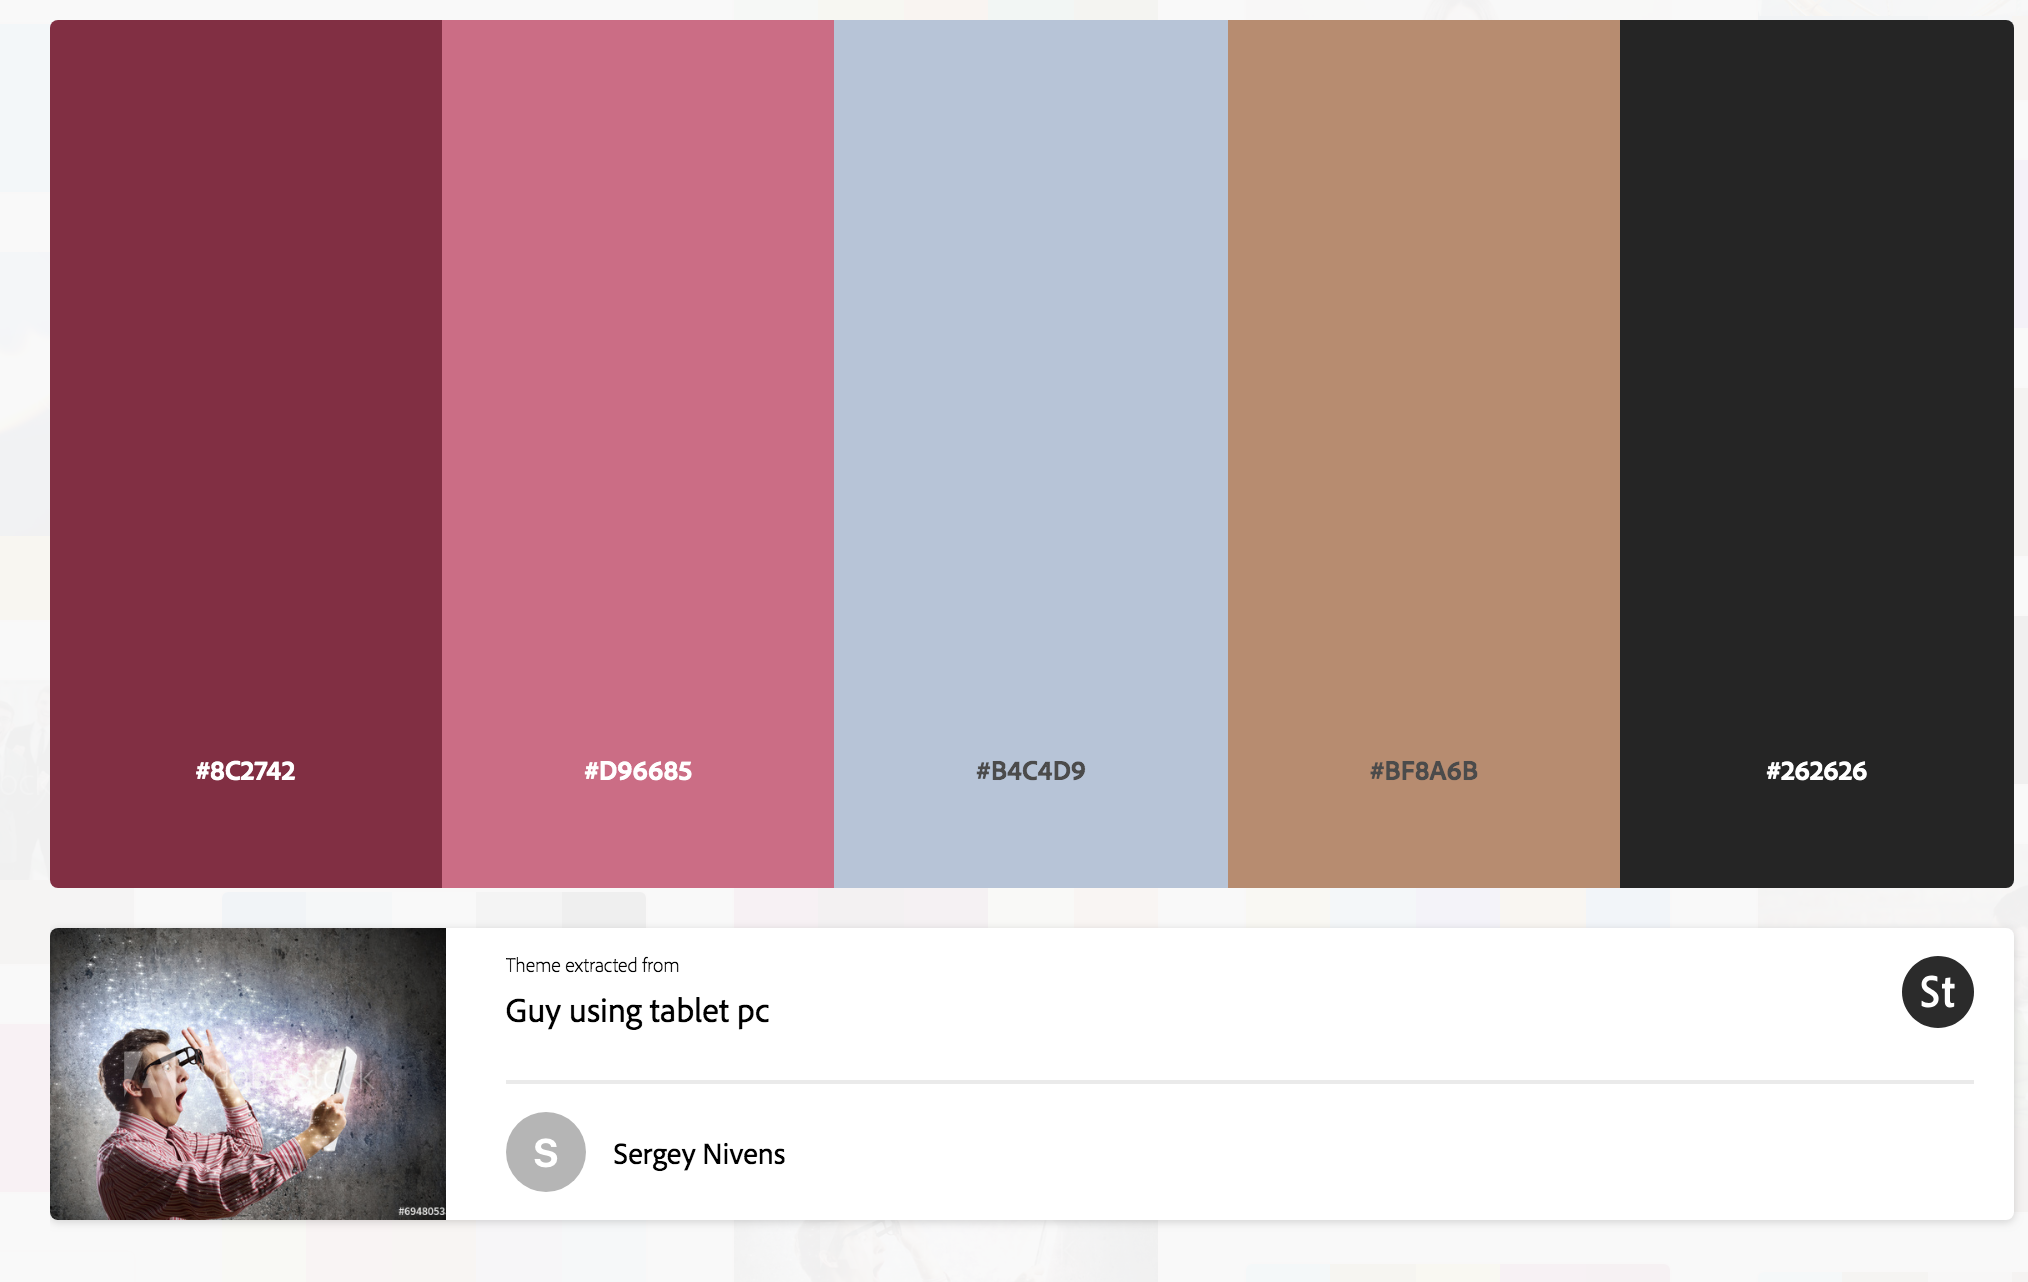 #8C2742
#D96685
#B4C4D9
#BF8A6B
#262626
Theme extracted from
Guy using tablet pc
St
S
Sergey Nivens
#6948053